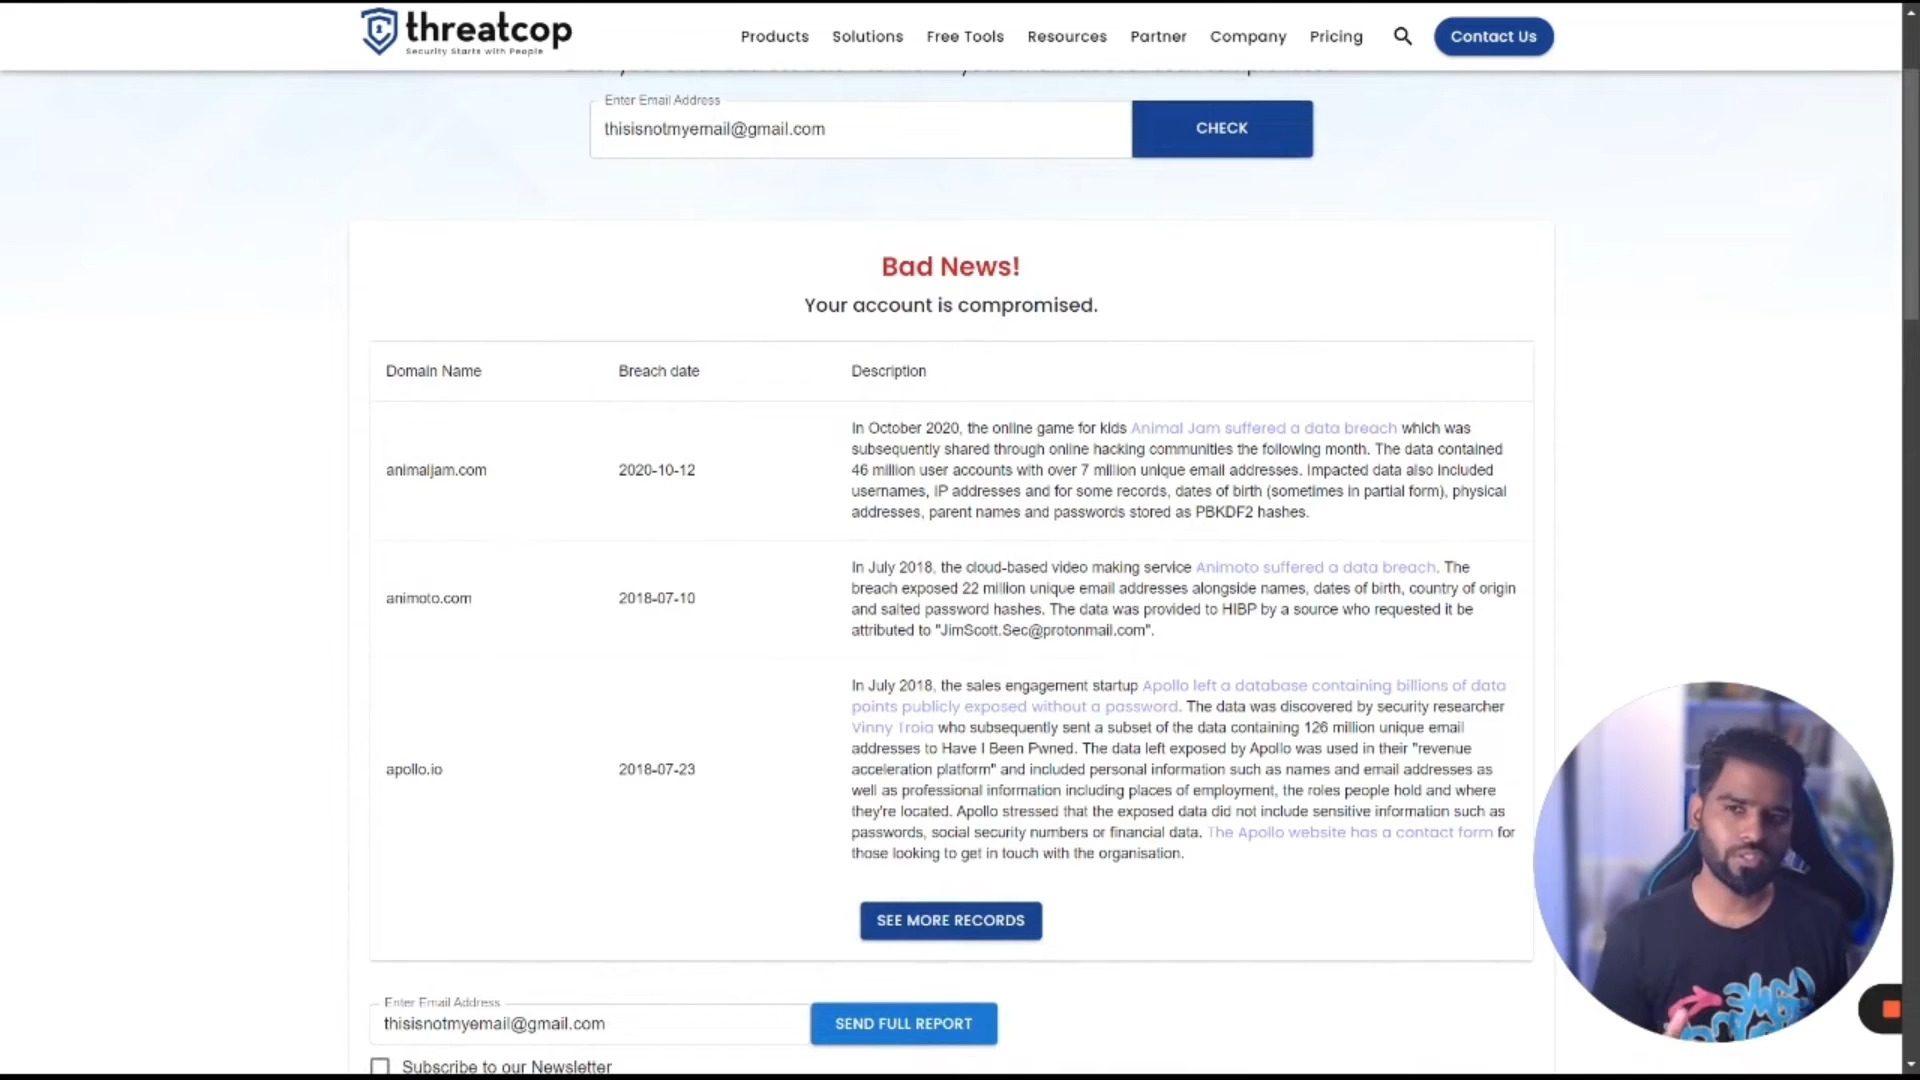 threatcop
Security Starts with People
Products Solutions Free Tools Resources Partner Company Pricing Contact Us
Enter Email Address
thisisnotmyemail@gmail.com
CHECK
Bad News!
Your account is compromised.
Domain Name Breach date Description
animaljam.com 2020-10-12
In October 2020, the online game for kids Animal Jam suffered a data breach which was
subsequently shared through online hacking communities the following month. The data contained
46 million user accounts with over 7 million unique email addresses. Impacted data also included
usernames, IP addresses and for some records, dates of birth (sometimes in partial form), physical
addresses, parent names and passwords stored as PBKDF2 hashes.
animoto.com 2018-07-10
In July 2018, the cloud-based video making service Animoto suffered a data breach. The
breach exposed 22 million unique email addresses alongside names, dates of birth, country of origin
and salted password hashes. The data was provided to HIBP by a source who requested it be
attributed to "JimScott.Sec@protonmail.com".
apollo.io 2018-07-23
In July 2018, the sales engagement startup Apollo left a database containing billions of data
points publicly exposed without a password. The data was discovered by security researcher
Vinny Troia who subsequently sent a subset of the data containing 126 million unique email
addresses to Have I Been Pwned. The data left exposed by Apollo was used in their "revenue
acceleration platform" and included personal information such as names and email addresses as
well as professional information including places of employment, the roles people hold and where
they're located. Apollo stressed that the exposed data did not include sensitive information such as
passwords, social security numbers or financial data. The Apollo website has a contact form for
those looking to get in touch with the organisation.
SEE MORE RECORDS
Enter Email Address
thisisnotmyemail@gmail.com
SEND FULL REPORT
Subscribe to our Newsletter